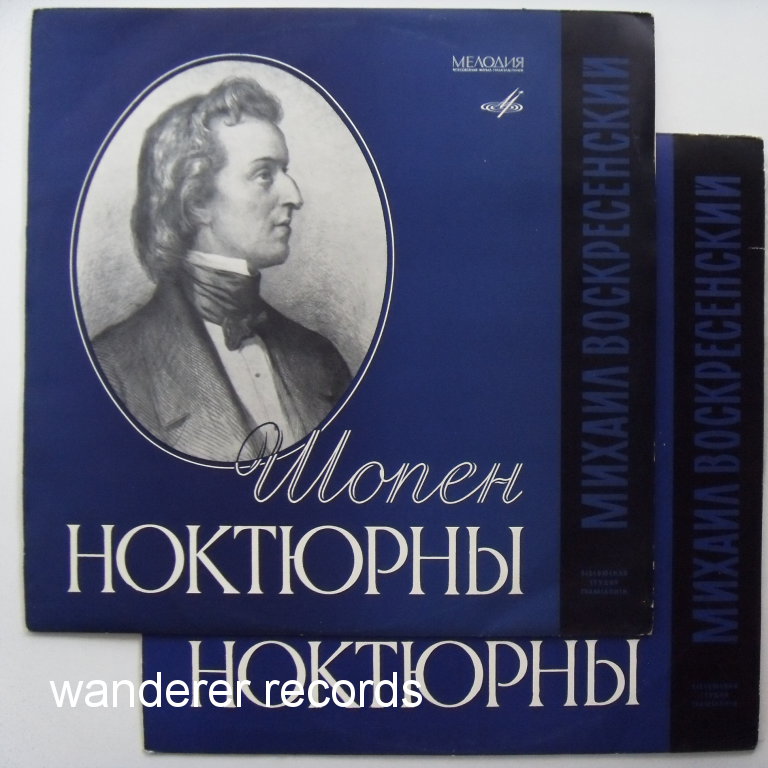 МЕЛОДИЯ
МИХАИЛ ВОСКРЕСЕНСКИЙ
Шопен
НОКТЮРНЫ
МИХАИЛ ВОСКРЕСЕНСКИЙ
НОКТЮРНЫ
wanderer records